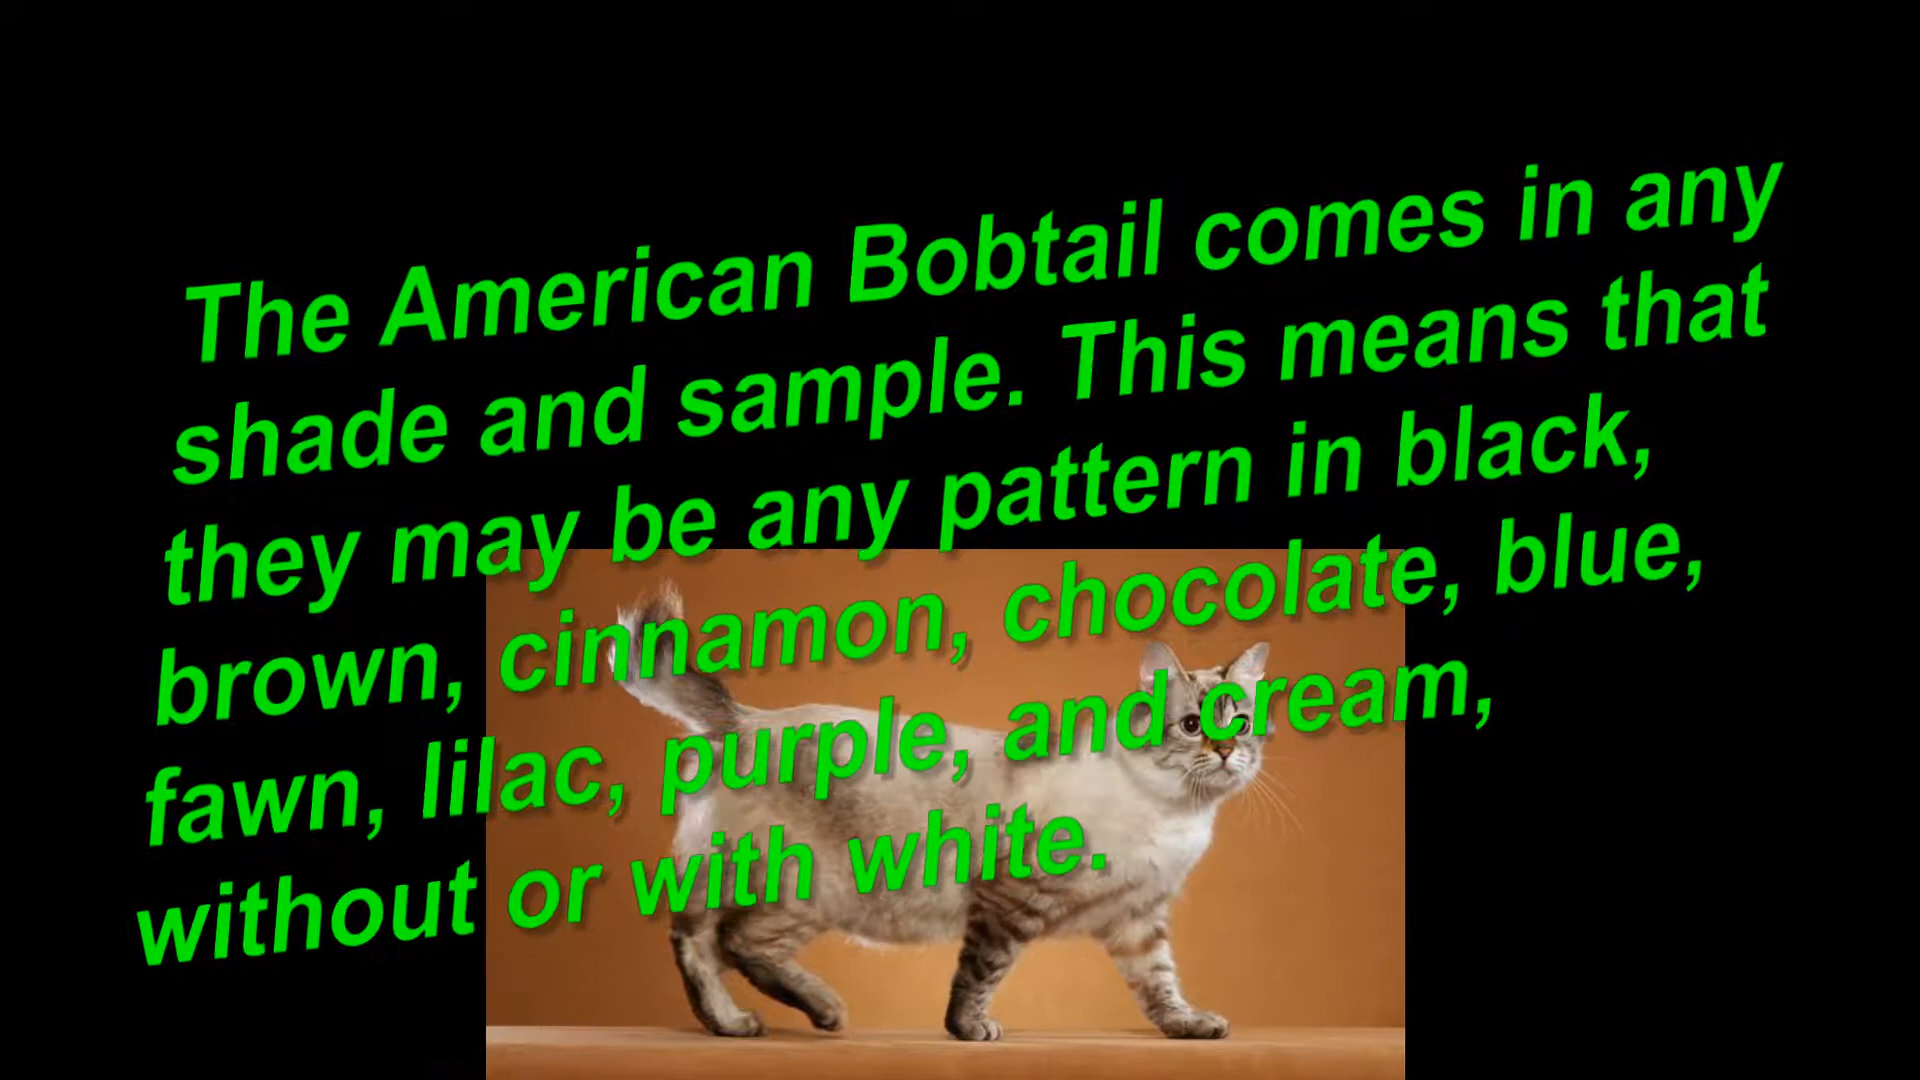 The American Bobtail comes in any
shade and sample. This means that
they may be any pattern in black,
brown, cinnamon, chocolate, blue,
fawn, lilac, purple, and cream,
without or with white.